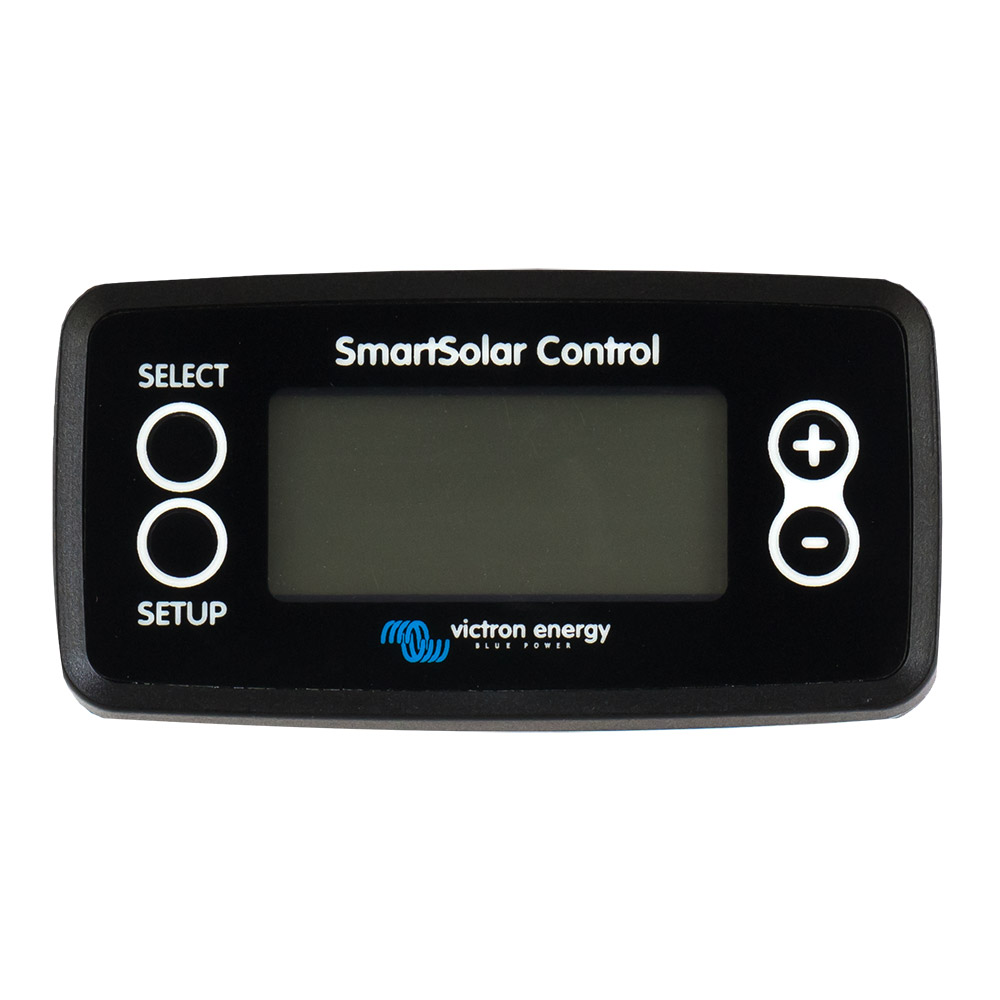 SmartSolar Control
SELECT
+
-
SETUP
victron energy
BLUE POWER